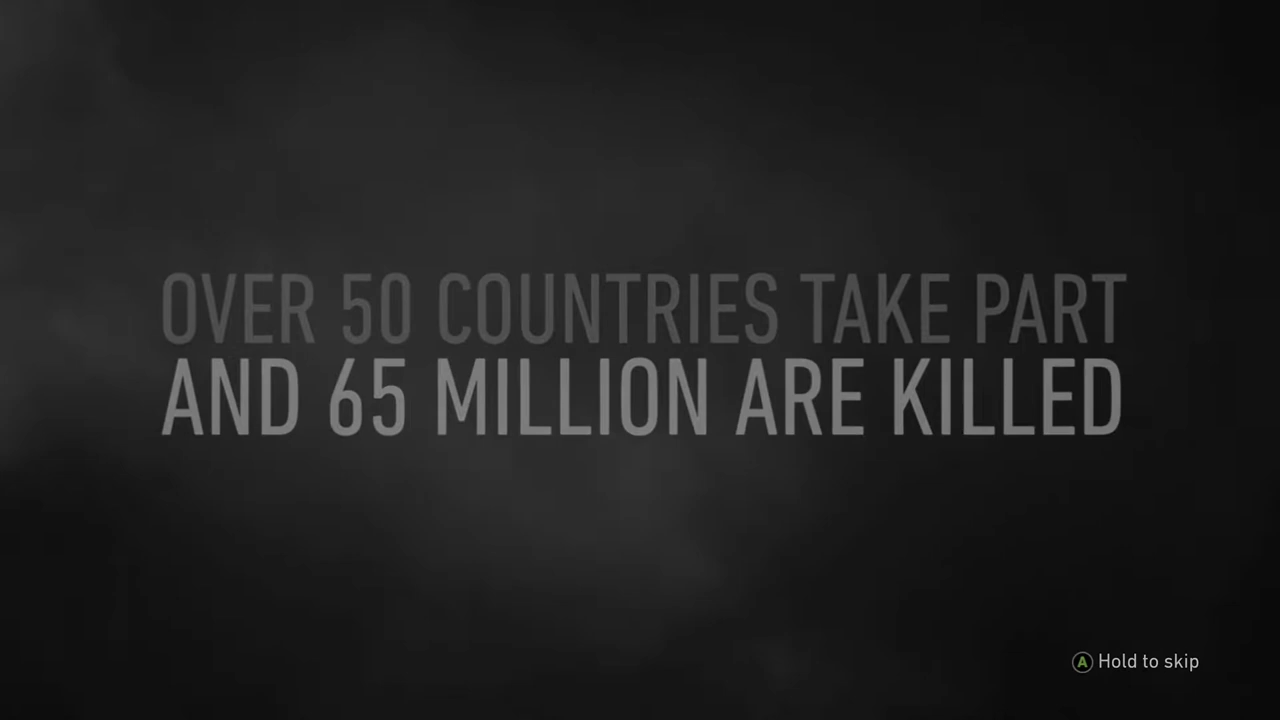 OVER 50 COUNTRIES TAKE PART
AND 65 MILLION ARE KILLED
A Hold to skip